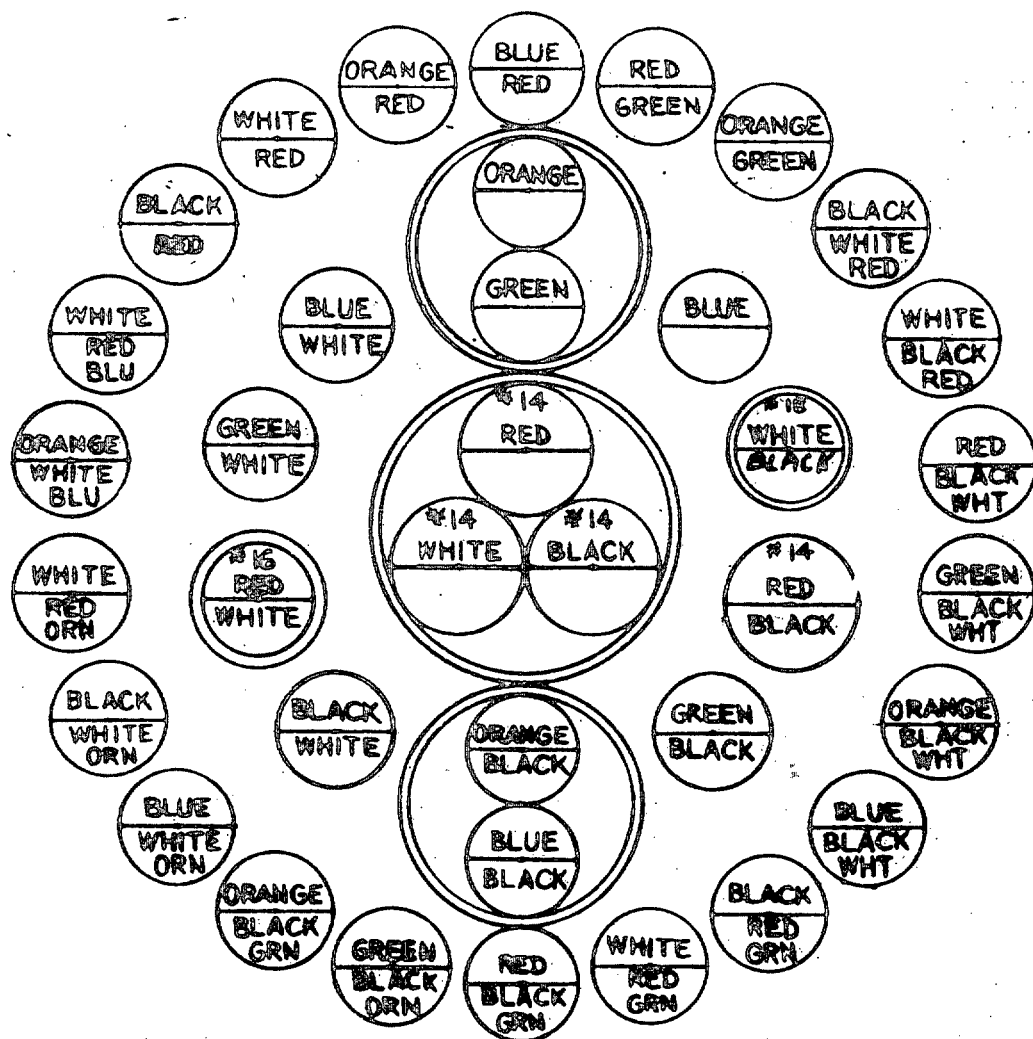 BLUE
RED
ORANGE
RED
RED
GREEN
WHITE
RED
ORANGE
GREEN
ORANGE
BLACK
RED
BLACK
WHITE
RED
GREEN
WHITE
RED
BLU
BLUE
WHITE
BLUE
WHITE
BLACK
RED
#14
RED
ORANGE
WHITE
BLU
GREEN
WHITE
WHITE
BLACK
RED
BLACK
WHT
#14
WHITE
#14
BLACK
WHITE
RED
ORN
#16
RED
WHITE
#14
RED
BLACK
GREEN
BLACK
WHT
BLACK
WHITE
ORN
BLACK
WHITE
ORANGE
BLACK
GREEN
BLACK
ORANGE
BLACK
WHT
BLUE
WHITE
ORN
BLUE
BLACK
BLUE
BLACK
WHT
ORANGE
BLACK
GRN
BLACK
RED
GRN
GREEN
BLACK
ORN
RED
BLACK
GRN
WHITE
RED
GRN